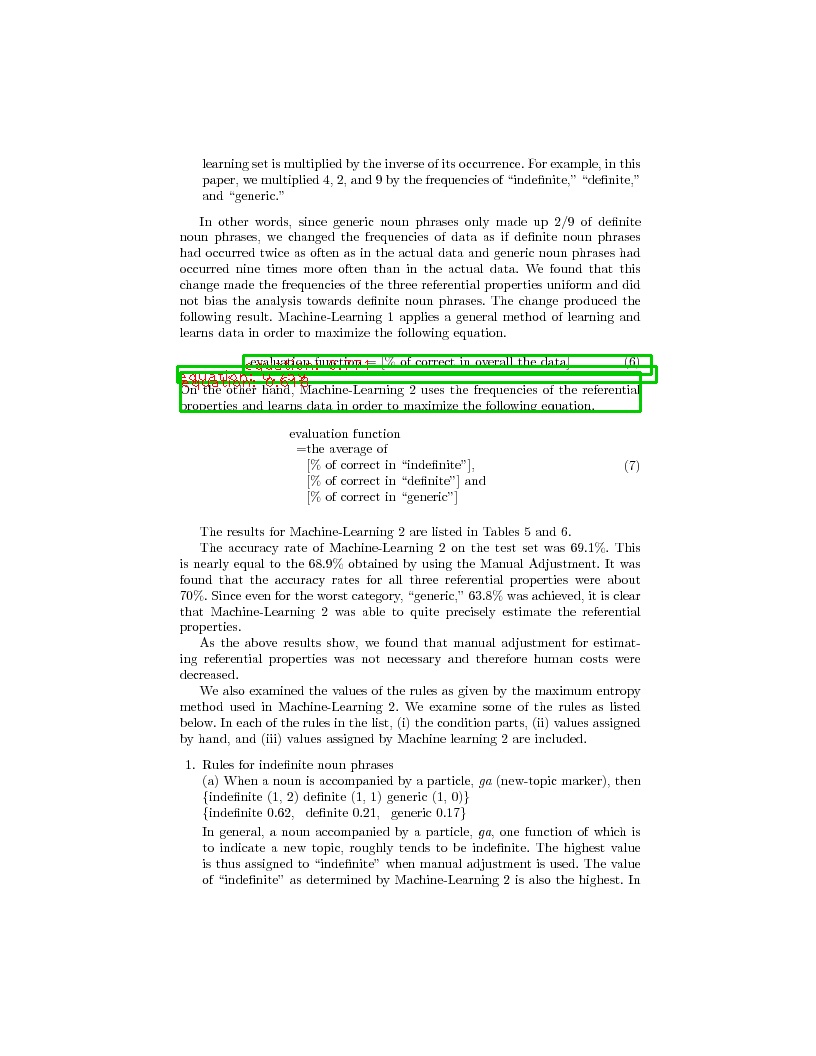 learning set is multiplied by the inverse of its occurrence. For example, in this
paper, we multiplied 4, 2, and 9 by the frequencies of “indefinite,” “definite,”
and “generic.”
In other words, since generic noun phrases only made up 2/9 of definite
noun phrases, we changed the frequencies of data as if definite noun phrases
had occurred twice as often as in the actual data and generic noun phrases had
occurred nine times more often than in the actual data. We found that this
change made the frequencies of the three referential properties uniform and did
not bias the analysis towards definite noun phrases. The change produced the
following result. Machine-Learning 1 applies a general method of learning and
learns data in order to maximize the following equation.
evaluation function = [% of correct in overall the data] (6)
equation:
equation:
equation:
On the other hand, Machine-Learning 2 uses the frequencies of the referential
properties and learns data in order to maximize the following equation.
evaluation function
=the average of
[% of correct in “indefinite”],
[% of correct in “definite”] and
[% of correct in “generic”]
(7)
The results for Machine-Learning 2 are listed in Tables 5 and 6.
The accuracy rate of Machine-Learning 2 on the test set was 69.1%. This
is nearly equal to the 68.9% obtained by using the Manual Adjustment. It was
found that the accuracy rates for all three referential properties were about
70%. Since even for the worst category, “generic,” 63.8% was achieved, it is clear
that Machine-Learning 2 was able to quite precisely estimate the referential
properties.
As the above results show, we found that manual adjustment for estimat-
ing referential properties was not necessary and therefore human costs were
decreased.
We also examined the values of the rules as given by the maximum entropy
method used in Machine-Learning 2. We examine some of the rules as listed
below. In each of the rules in the list, (i) the condition parts, (ii) values assigned
by hand, and (iii) values assigned by Machine learning 2 are included.
1. Rules for indefinite noun phrases
(a) When a noun is accompanied by a particle, ga (new-topic marker), then
{indefinite (1, 2) definite (1, 1) generic (1, 0)}
{indefinite 0.62, definite 0.21, generic 0.17}
In general, a noun accompanied by a particle, ga, one function of which is
to indicate a new topic, roughly tends to be indefinite. The highest value
is thus assigned to “indefinite” when manual adjustment is used. The value
of “indefinite” as determined by Machine-Learning 2 is also the highest. In